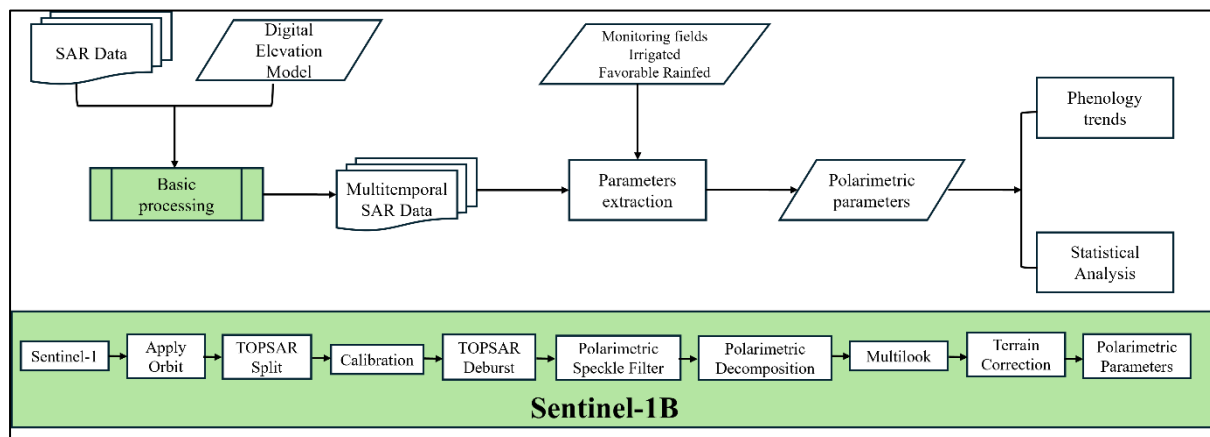 SAR Data
Digital
Elevation
Model
Monitoring fields
Irrigated
Favorable Rainfed
Phenology
trends
Basic
processing
Multitemporal
SAR Data
Parameters
extraction
Polarimetric
parameters
Statistical
Analysis
Sentinel-1
Apply
Orbit
TOPSAR
Split
Calibration
TOPSAR
Deburst
Polarimetric
Speckle Filter
Polarimetric
Decomposition
Multilook
Terrain
Correction
Polarimetric
Parameters
Sentinel-1B